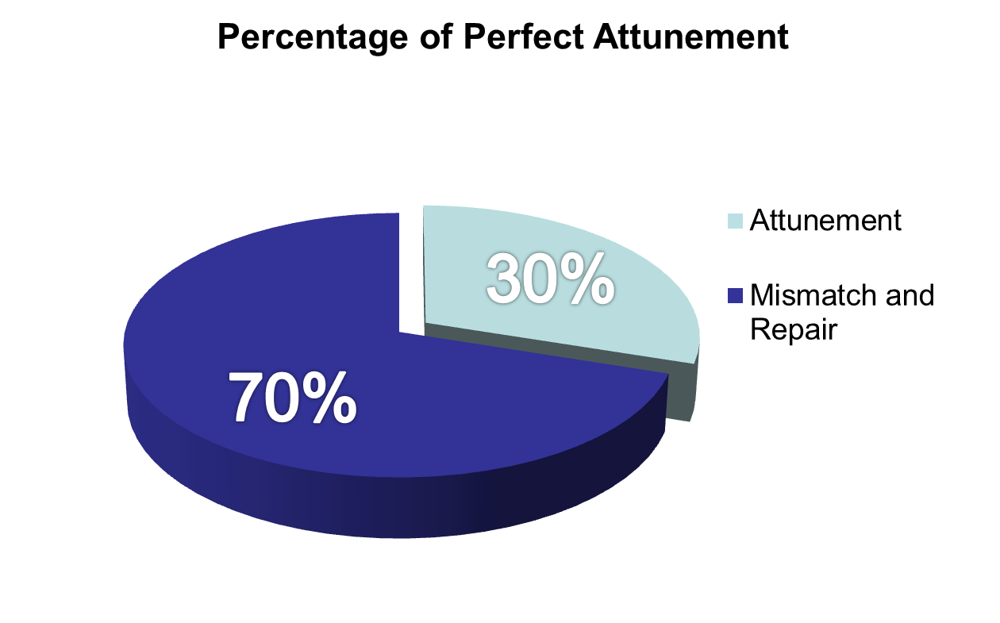 Percentage of Perfect Attunement
30%
70%
Attunement
Mismatch and
Repair